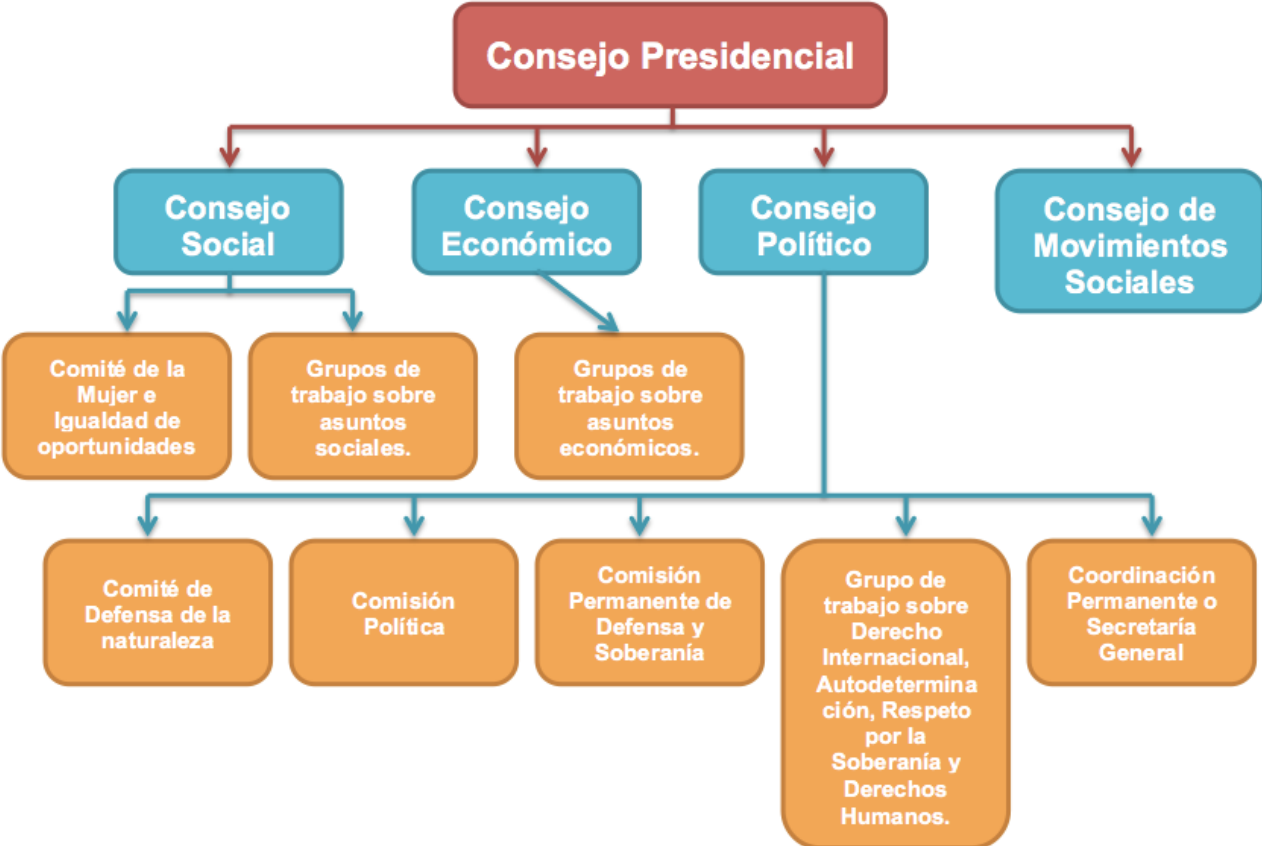 Consejo Presidencial
Consejo
Social
Consejo
Económico
Consejo
Político
Consejo de
Movimientos
Sociales
Comité de la
Mujer e
Igualdad de
oportunidades
Grupos de
trabajo sobre
asuntos
sociales.
Grupos de
trabajo sobre
asuntos
económicos.
Comité de
Defensa de la
naturaleza
Comisión
Política
Comisión
Permanente de
Defensa y
Soberanía
Grupo de
trabajo sobre
Derecho
Internacional,
Autodetermina
ción, Respeto
por la
Soberanía y
Derechos
Humanos.
Coordinación
Permanente o
Secretaría
General